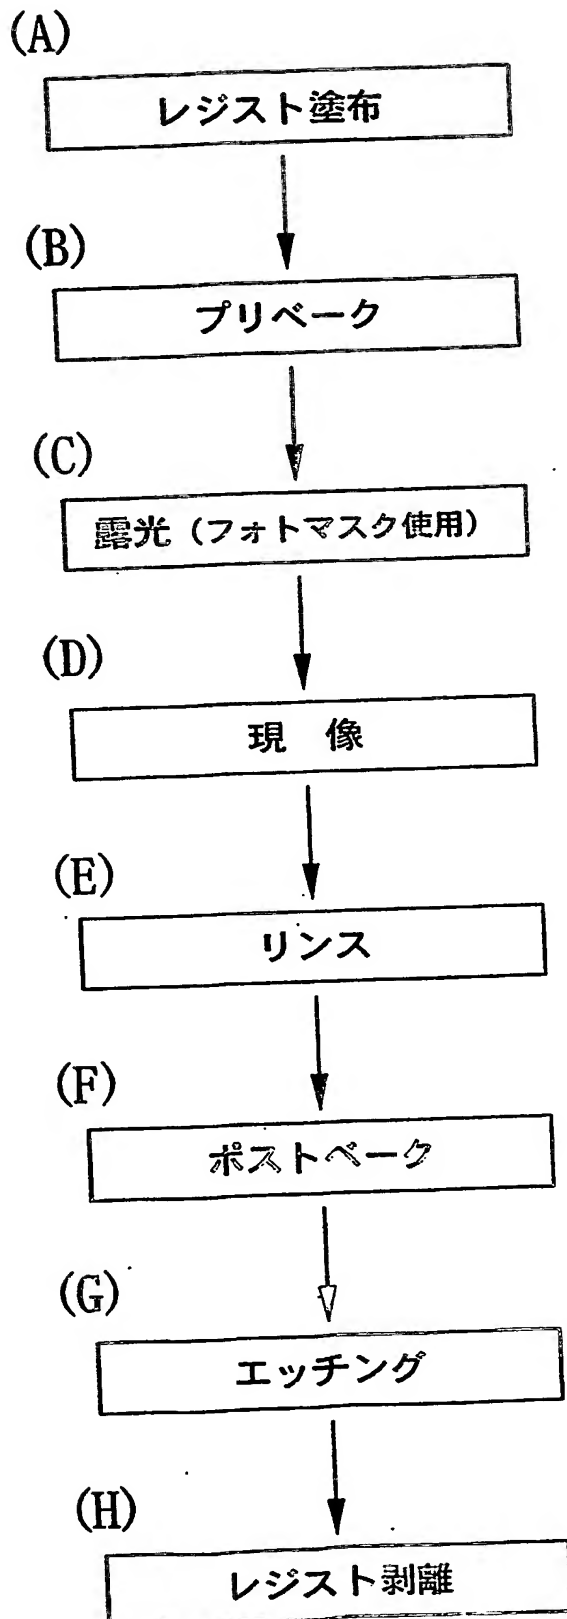 (A)
レジスト塗布
(B)
プリベーク
(C)
露光（フォトマスク使用）
(D)
現　像
(E)
リンス
(F)
ポストベーク
(G)
エッチング
(H)
レジスト剥離